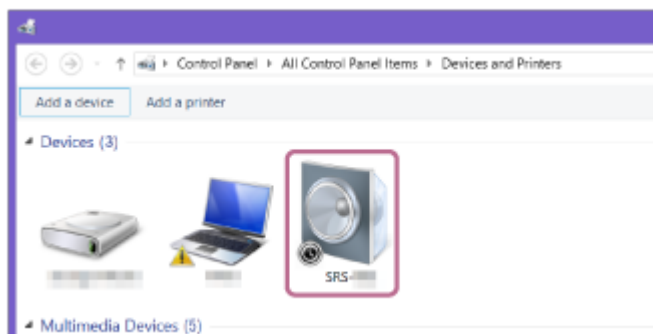 Control Panel ▸ All Control Panel Items ▸ Devices and Printers
Add a device Add a printer
Devices (3)
SRS-
Multimedia Devices (5)